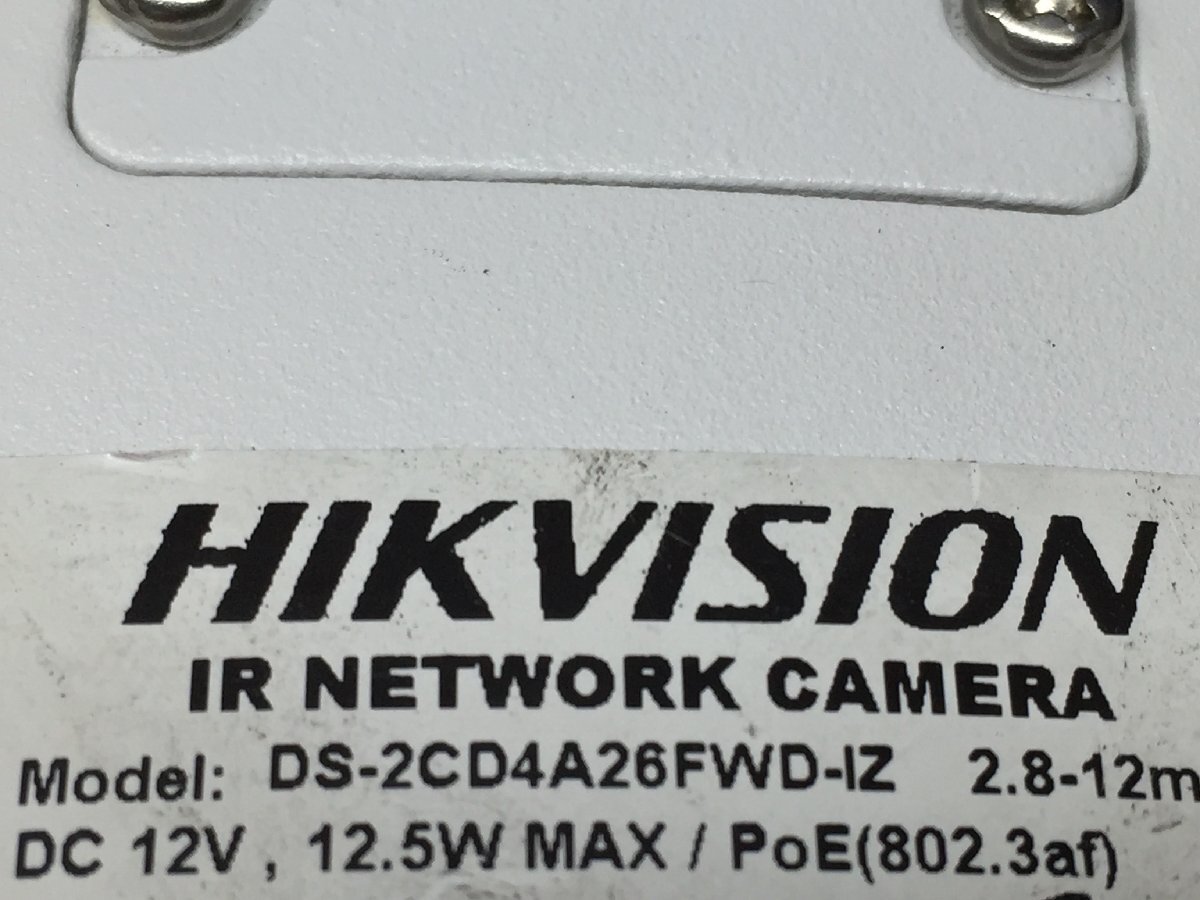 HIKVISION
IR NETWORK CAMERA
Model: DS-2CD4A26FWD-IZ 2.8-12m
DC 12V , 12.5W MAX / PoE(802.3af)